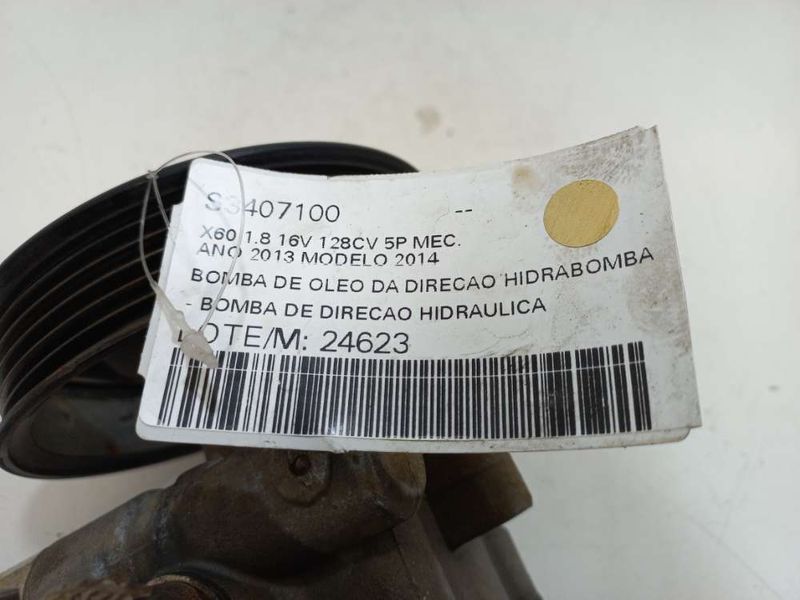 S3407100 --
X60 1.8 16V 128CV 5P MEC.
ANO 2013 MODELO 2014
BOMBA DE OLEO DA DIRECAO HIDRABOMBA
- BOMBA DE DIRECAO HIDRAULICA
LOTE/M: 24623